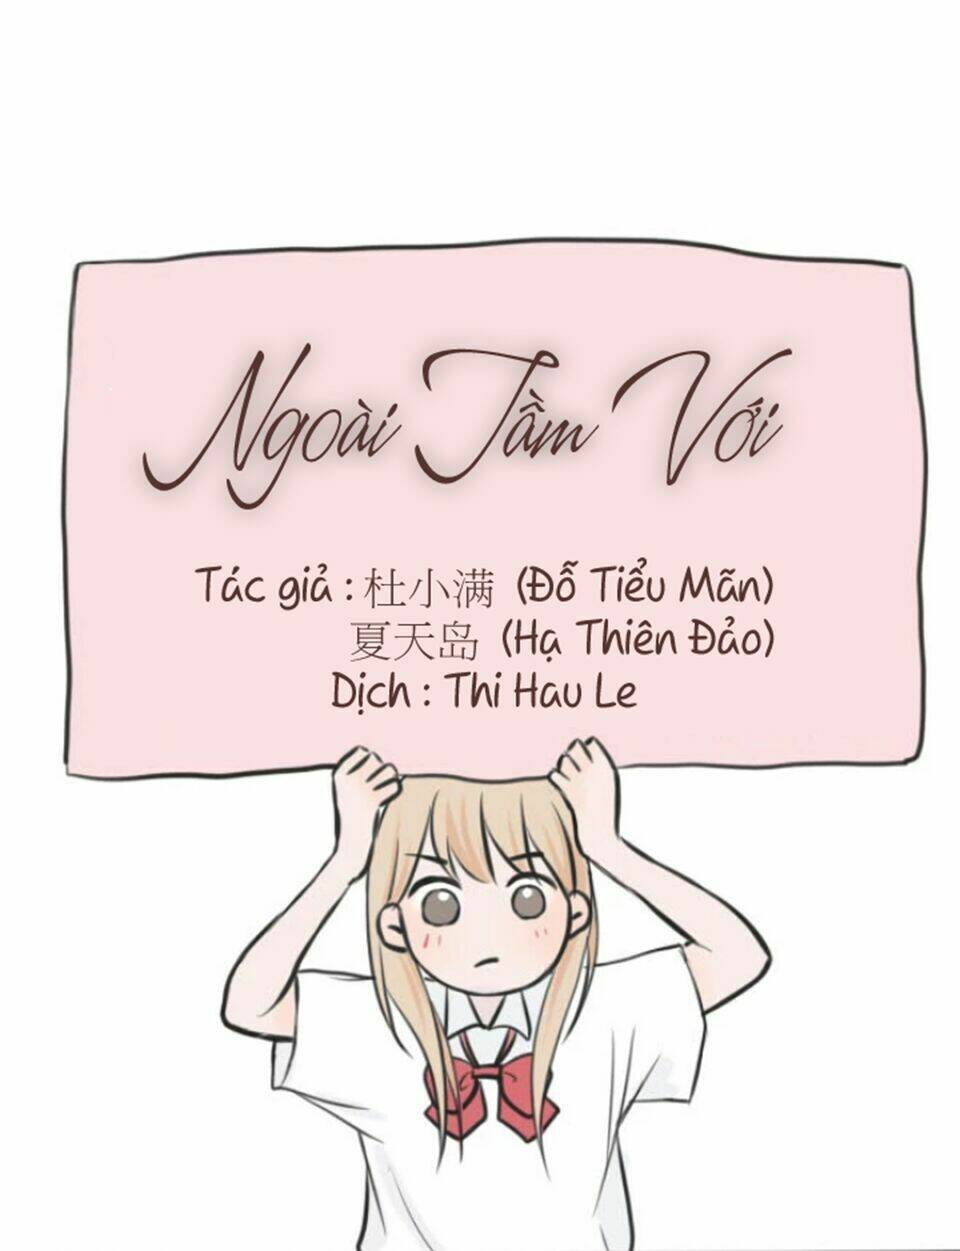 Ngoài Tầm Với
Tác giả : 杜小满 (Đỗ Tiểu Mãn)
夏天岛 (Hạ Thiên Đảo)
Dịch : Thi Hau Le